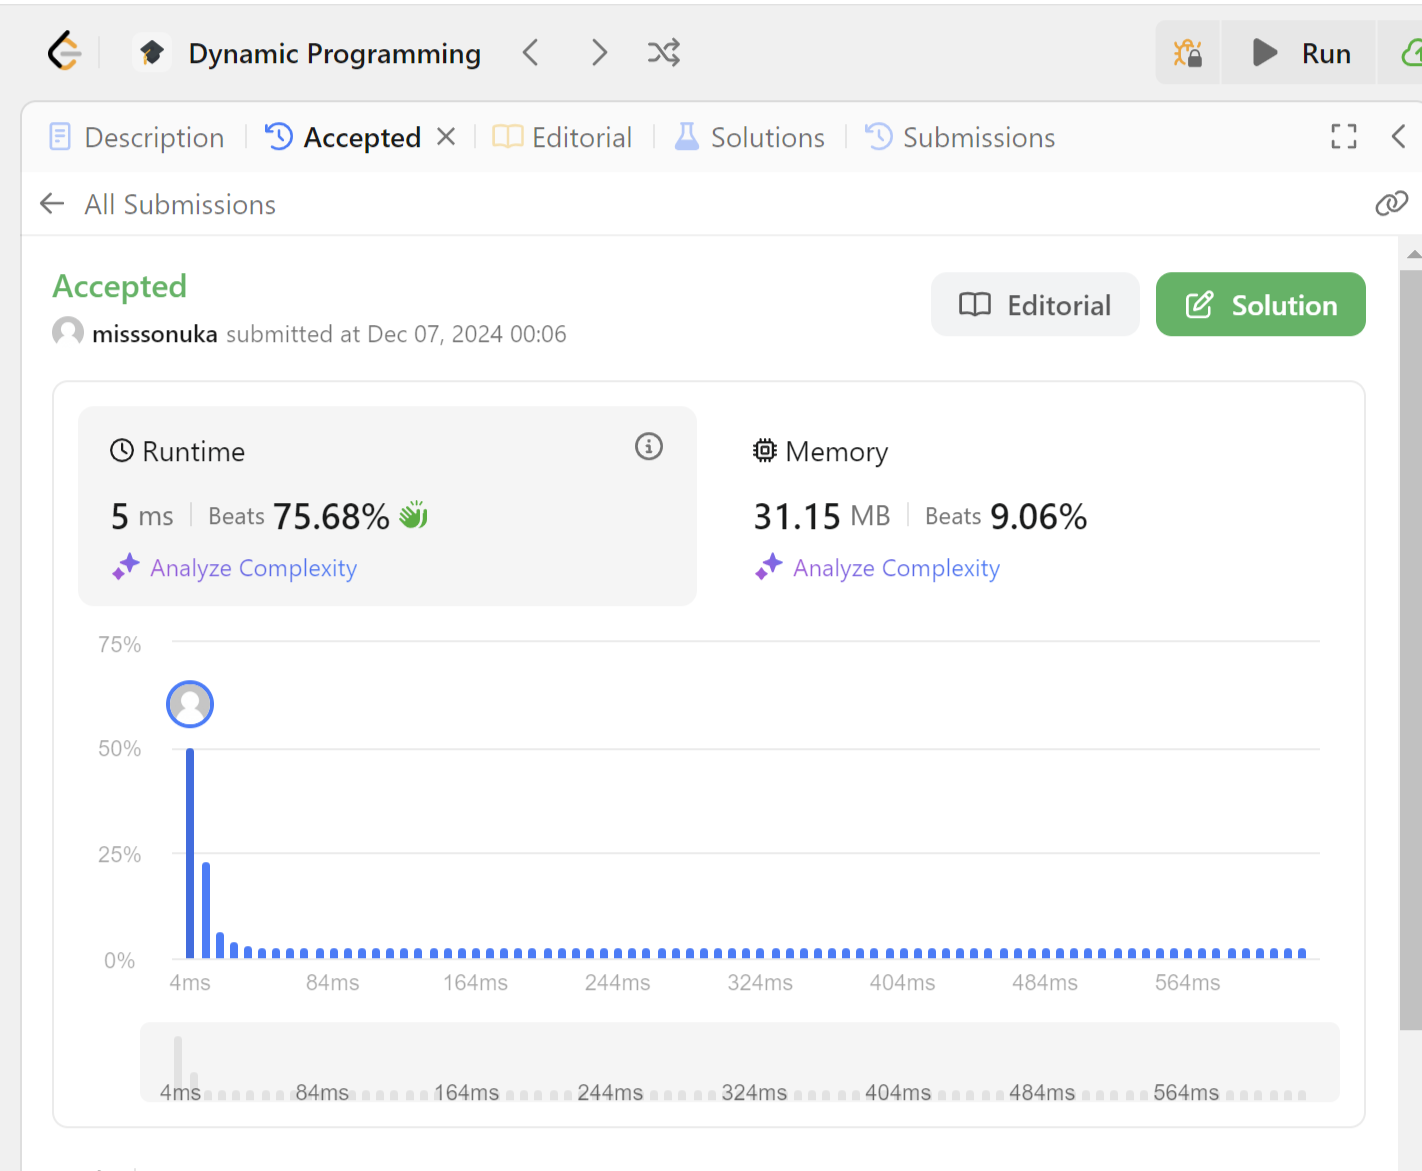 Dynamic Programming Run
Description Accepted Editorial Solutions Submissions
All Submissions
Accepted
Editorial Solution
misssonuka submitted at Dec 07, 2024 00:06
Runtime
5 ms Beats 75.68%
Analyze Complexity
Memory
31.15 MB Beats 9.06%
Analyze Complexity
75%
50%
25%
0%
4ms 84ms 164ms 244ms 324ms 404ms 484ms 564ms
4ms 84ms 164ms 244ms 324ms 404ms 484ms 564ms